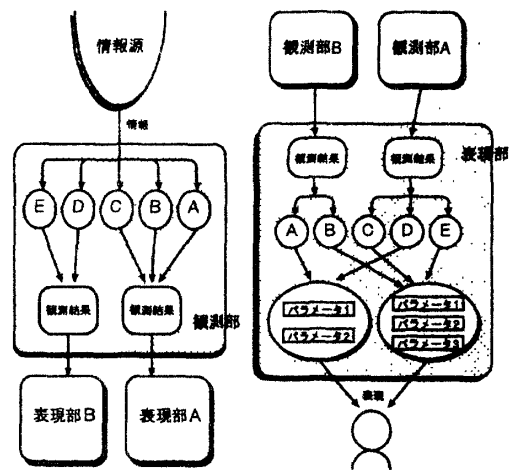 情報源
情報
E D C B A
観測結果 観測結果
観測部
表現部B 表現部A
観測部B 観測部A
表現部
観測結果 観測結果
A B C D E
パラメータ1
パラメータ2
パラメータ1
パラメータ2
パラメータ3
表現